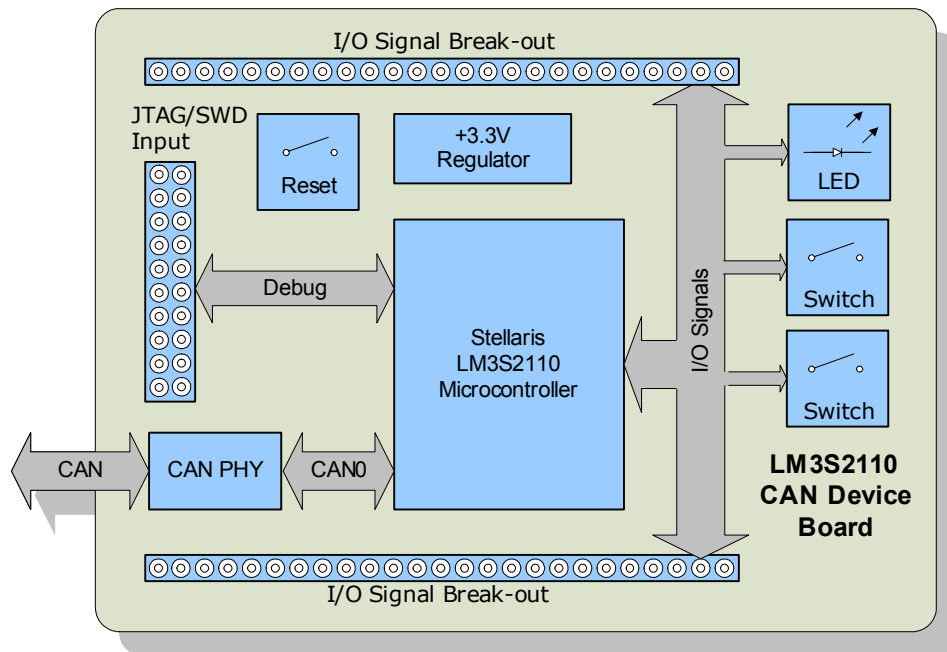 I/O Signal Break-out
JTAG/SWD
Input
Reset
+3.3V
Regulator
LED
Debug
Switch
Stellaris
LM3S2110
Microcontroller
I/O Signals
Switch
CAN
CAN PHY
CAN0
LM3S2110
CAN Device
Board
I/O Signal Break-out